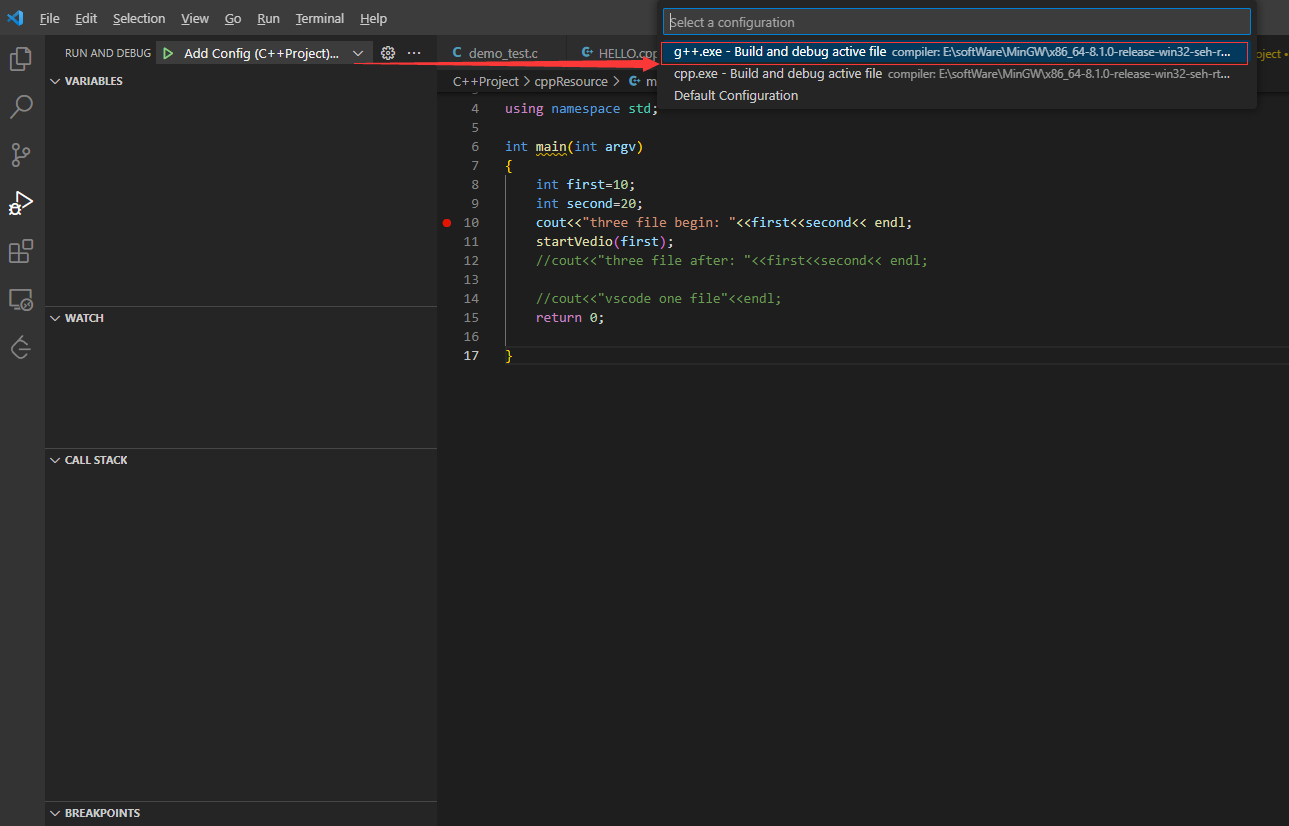 File Edit Selection View Go Run Terminal Help
Select a configuration
g++.exe - Build and debug active file compiler: E:\softWare\MinGW\x86_64-8.1.0-release-win32-seh-r...
cpp.exe - Build and debug active file compiler: E:\softWare\MinGW\x86_64-8.1.0-release-win32-seh-rt...
Default Configuration
RUN AND DEBUG Add Config (C++Project)... ...
demo_test.c HELLO.cpp
C++Project > cppResource >
VARIABLES
WATCH
CALL STACK
BREAKPOINTS
4 using namespace std;
5
6 int main(int argv)
7 {
8 int first=10;
9 int second=20;
10 cout<<"three file begin: "<<first<<second<< endl;
11 startVedio(first);
12 //cout<<"three file after: "<<first<<second<< endl;
13
14 //cout<<"vscode one file"<<endl;
15 return 0;
16
17 }